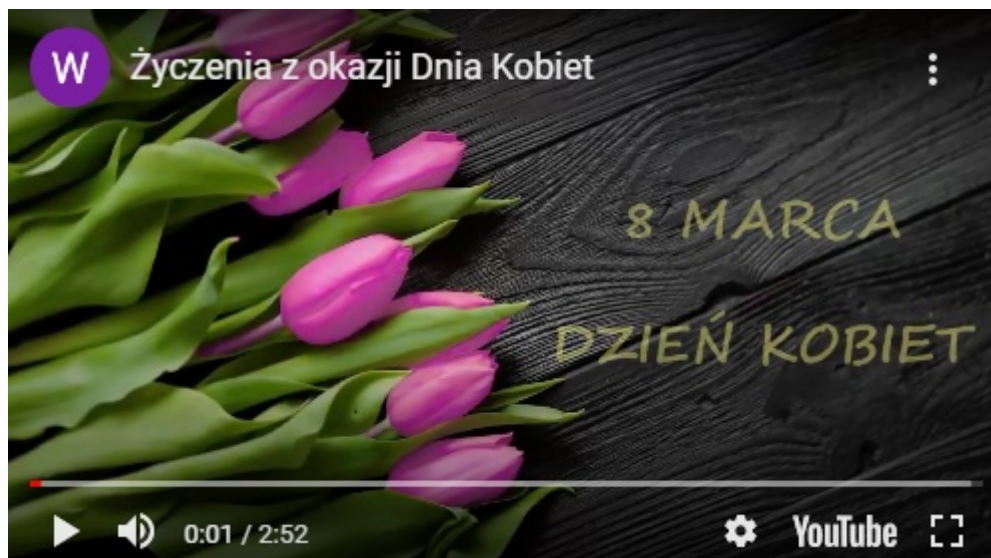 W Życzenia z okazji Dnia Kobiet
8 MARCA
DZIEŃ KOBIET
0:01 / 2:52 YouTube